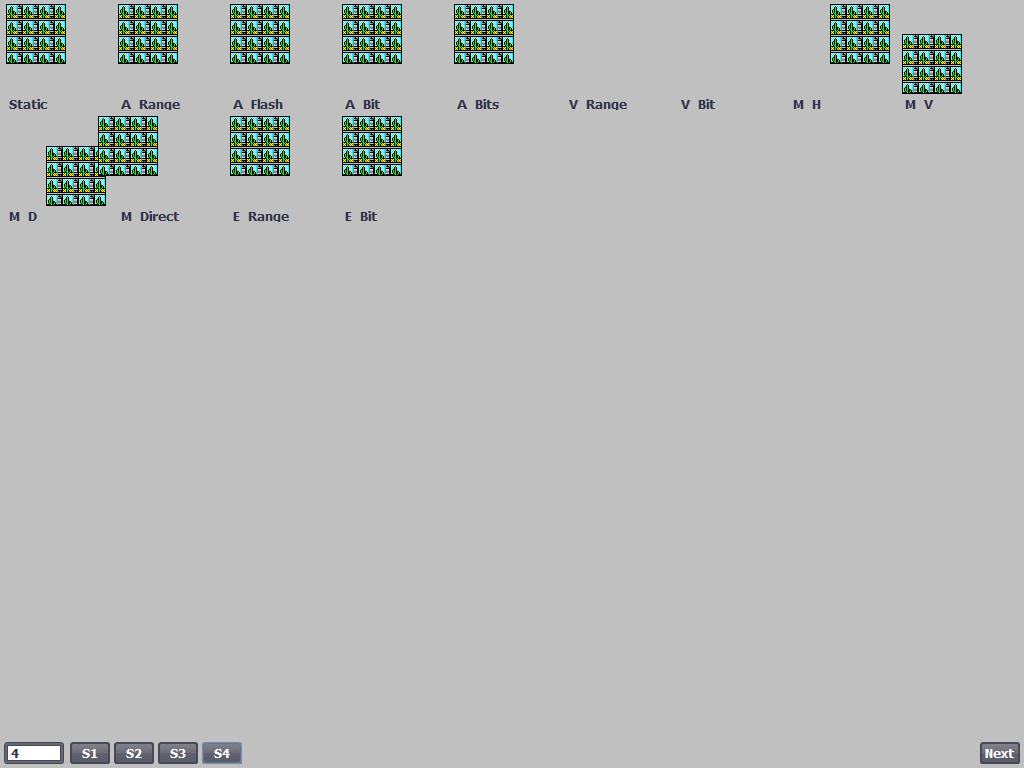 Static A Range A Flash A Bit A Bits V Range V Bit M H M V
M D M Direct E Range E Bit
4 S1 S2 S3 S4 Next